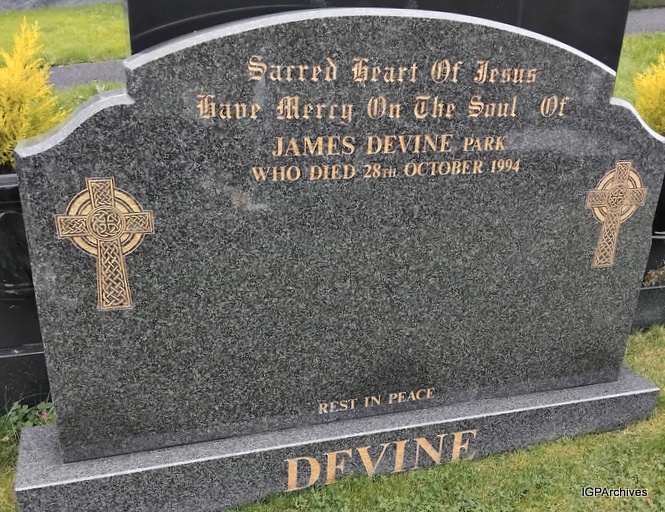 Sacred Heart Of Jesus
Have Mercy On The Soul Of
JAMES DEVINE PARK
WHO DIED 28TH OCTOBER 1994
REST IN PEACE
DEVINE
IGPArchives